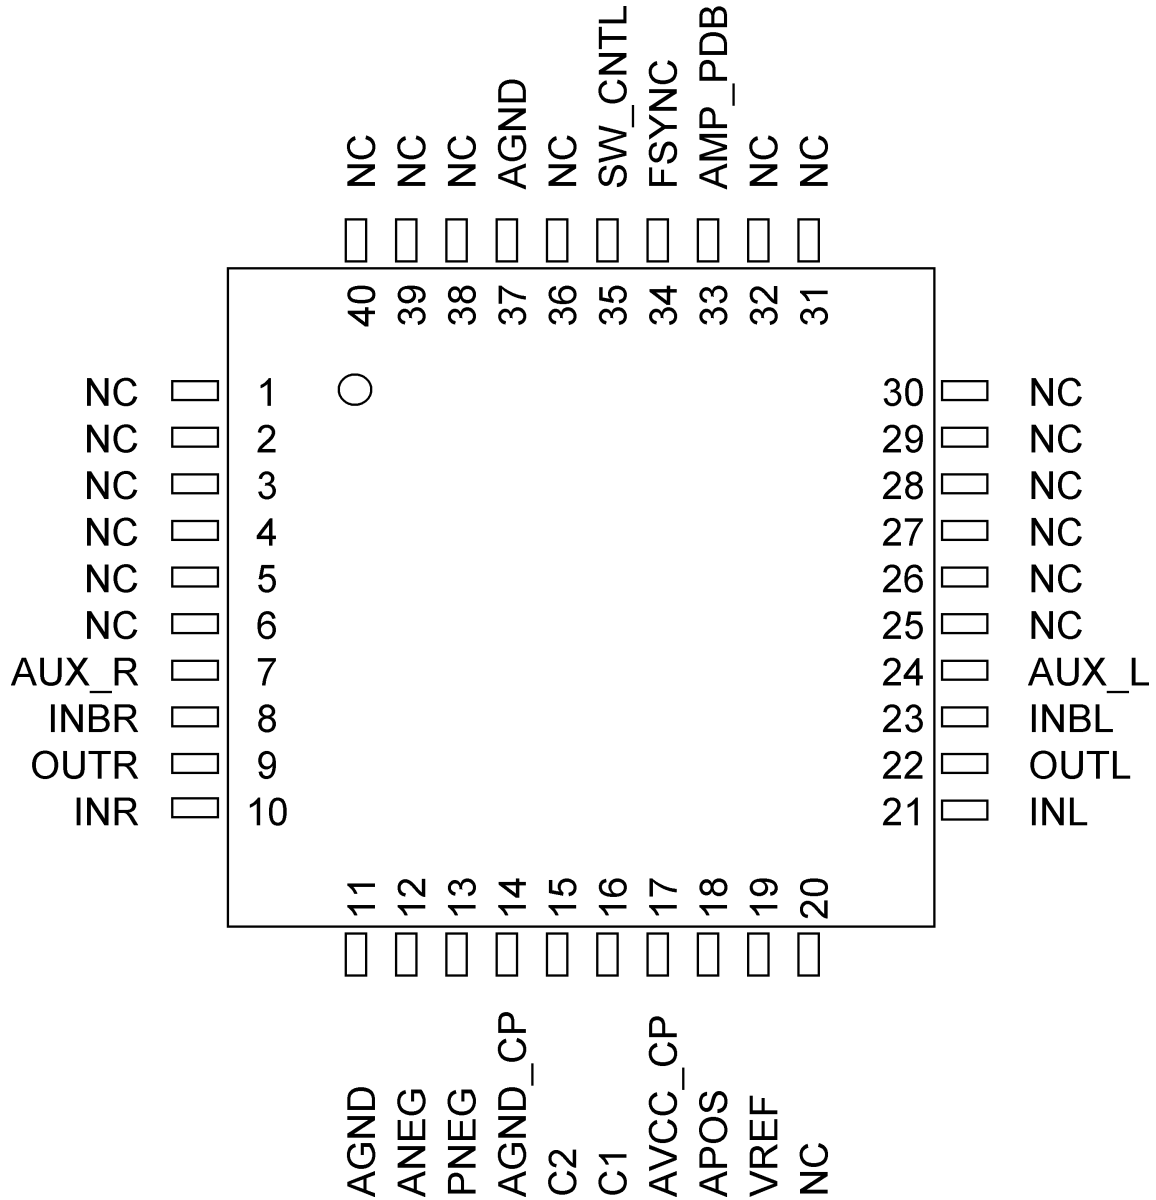 NC
NC
NC
AGND
NC
SW_CNTL
FSYNC
AMP_PDB
NC
NC
40
39
38
37
36
35
34
33
32
31
NC 1 30 NC
NC 2 29 NC
NC 3 28 NC
NC 4 27 NC
NC 5 26 NC
NC 6 25 NC
AUX_R 7 24 AUX_L
INBR 8 23 INBL
OUTR 9 22 OUTL
INR 10 21 INL
11
12
13
14
15
16
17
18
19
20
AGND
ANEG
PNEG
AGND_CP
C2
C1
AVCC_CP
APOS
VREF
NC